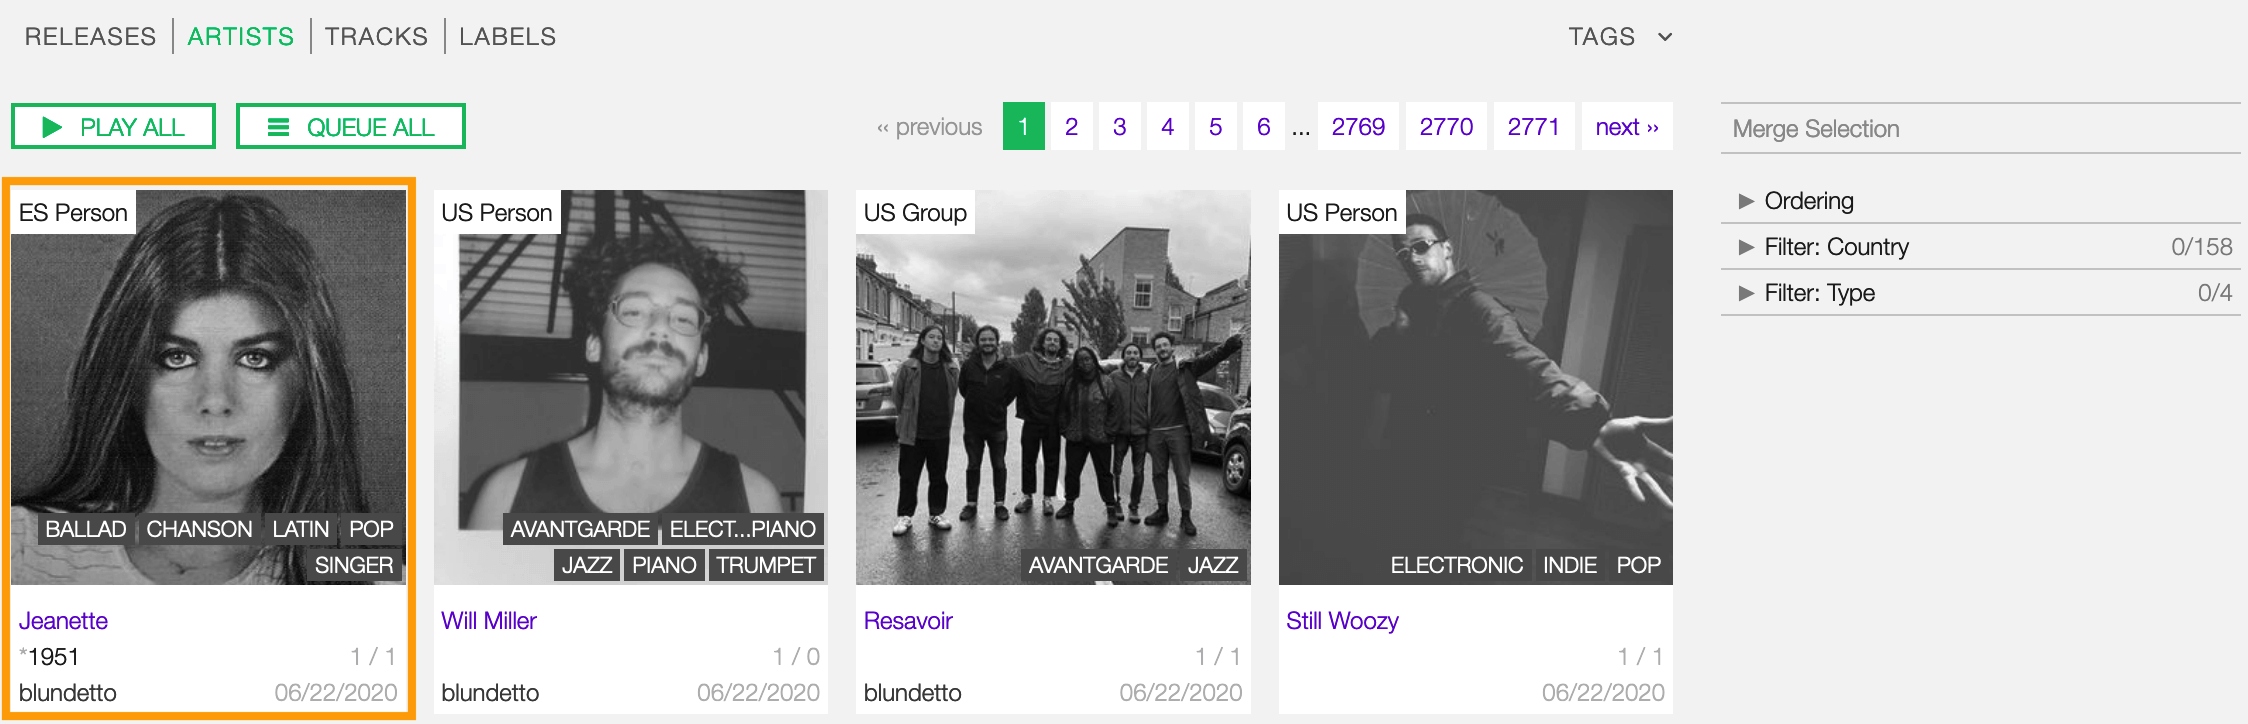 RELEASES ARTISTS TRACKS LABELS TAGS
PLAY ALL QUEUE ALL ‹‹ previous 1 2 3 4 5 6 ... 2769 2770 2771 next ›› Merge Selection
Ordering
Filter: Country 0/158
Filter: Type 0/4
ES Person
BALLAD CHANSON LATIN POP
SINGER
Jeanette
*1951 1 / 1
blundetto 06/22/2020
US Person
AVANTGARDE ELECT...PIANO
JAZZ PIANO TRUMPET
Will Miller
1 / 0
blundetto 06/22/2020
US Group
AVANTGARDE JAZZ
Resavoir
1 / 1
blundetto 06/22/2020
US Person
ELECTRONIC INDIE POP
Still Woozy
1 / 1
06/22/2020